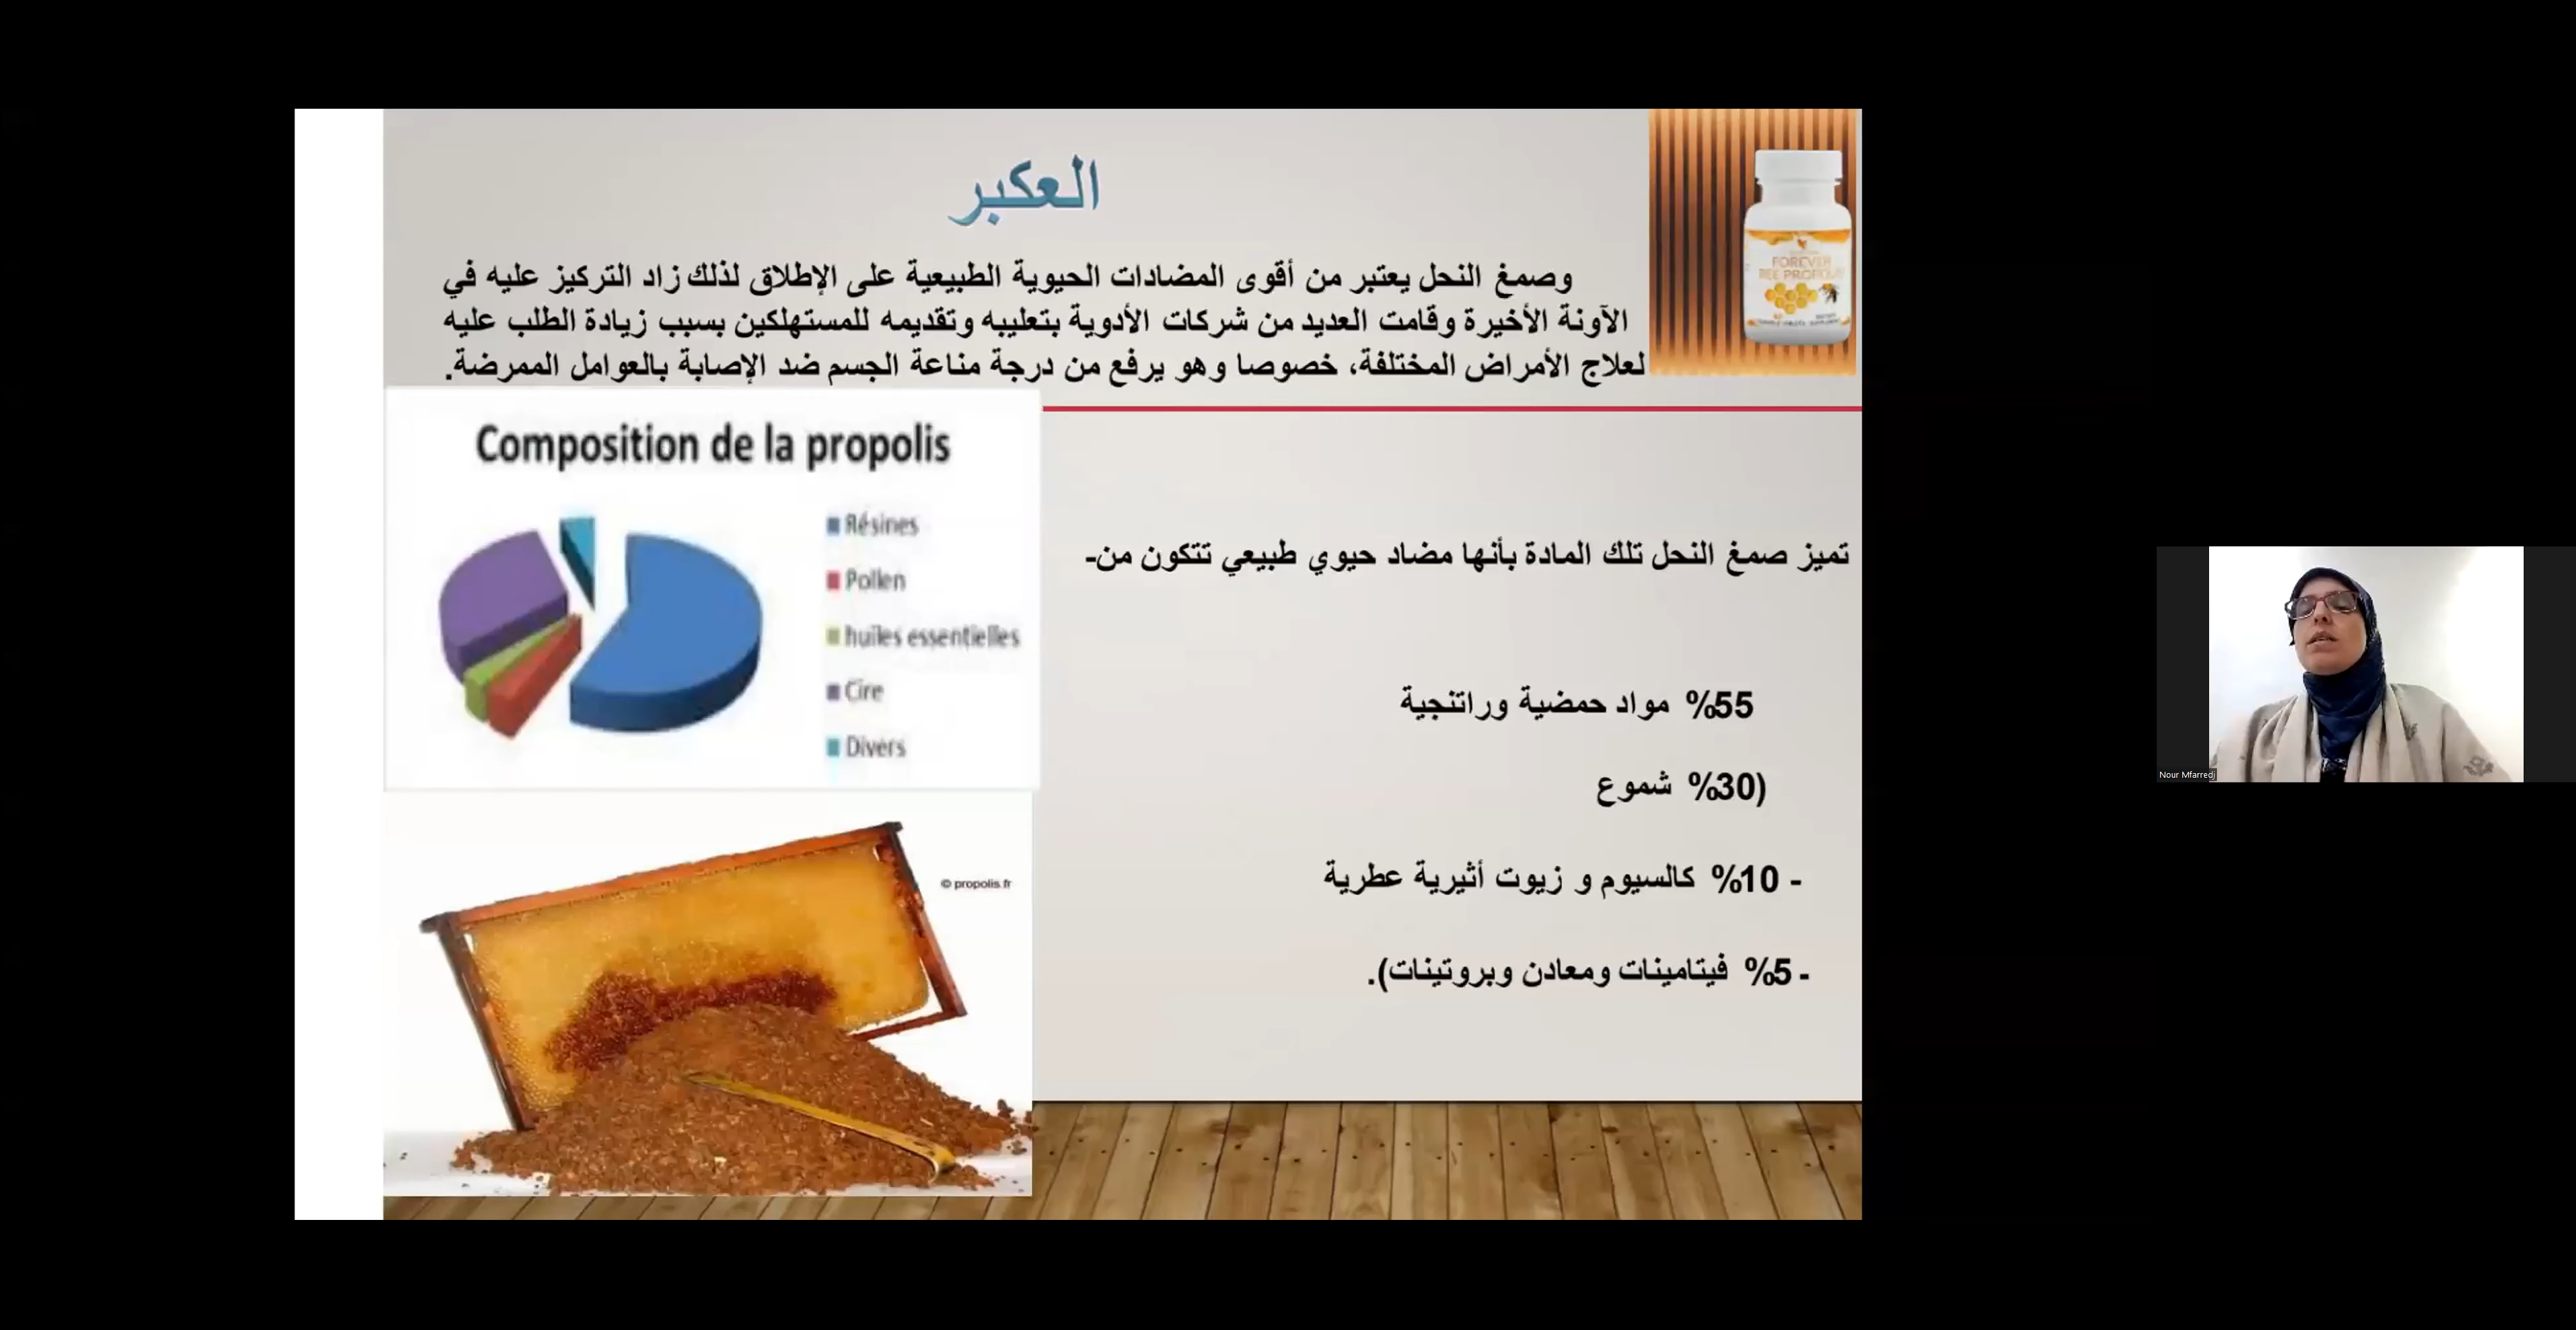 العكبر
وصمغ النحل يعتبر من أقوى المضادات الحيوية الطبيعية على الإطلاق لذلك زاد التركيز عليه في
الآونة الأخيرة وقامت العديد من شركات الأدوية بتعليبه وتقديمه للمستهلكين بسبب زيادة الطلب عليه
لعلاج الأمراض المختلفة، خصوصا وهو يرفع من درجة مناعة الجسم ضد الإصابة بالعوامل الممرضة.
FOREVER
BEE PROPOLIS
تميز صمغ النحل تلك المادة بأنها مضاد حيوي طبيعي تتكون من-
55% مواد حمضية وراتنجية
(30% شموع
- 10% كالسيوم و زيوت أثيرية عطرية
- 5% فيتامينات ومعادن وبروتينات).
Composition de la propolis
Résines
Pollen
huiles essentielles
Cire
Divers
© propolis.fr
Nour Mfarredj